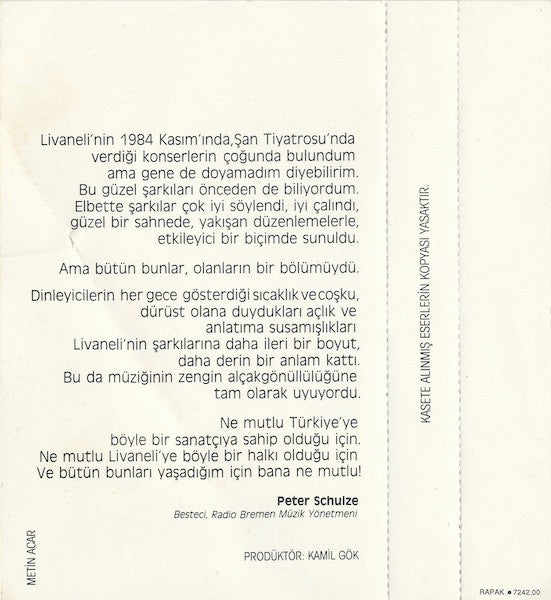 Livaneli'nin 1984 Kasım'ında,Şan Tiyatrosu'nda
verdiği konserlerin çoğunda bulundum
ama gene de doyamadım diyebilirim.
Bu güzel şarkıları önceden de biliyordum.
Elbette şarkılar çok iyi söylendi, iyi çalındı,
güzel bir sahnede, yakışan düzenlemelerle,
etkileyici bir biçimde sunuldu.
Ama bütün bunlar, olanların bir bölümüydü.
Dinleyicilerin her gece gösterdiği sıcaklık ve coşku,
dürüst olana duydukları açlık ve
anlatıma susamışlıkları
Livaneli'nin şarkılarına daha ileri bir boyut,
daha derin bir anlam kattı.
Bu da müziğinin zengin alçakgönüllülüğüne
tam olarak uyuyordu.
Ne mutlu Türkiye'ye
böyle bir sanatçıya sahip olduğu için.
Ne mutlu Livaneli'ye böyle bir halkı olduğu için
Ve bütün bunları yaşadığım için bana ne mutlu!
Peter Schulze
Besteci, Radio Bremen Müzik Yönetmeni
PRODÜKTÖR: KAMİL GÖK
METİN ACAR
KASETE ALINMIŞ ESERLERİN KOPYASI YASAKTIR.
RAPAK ● 7242.00